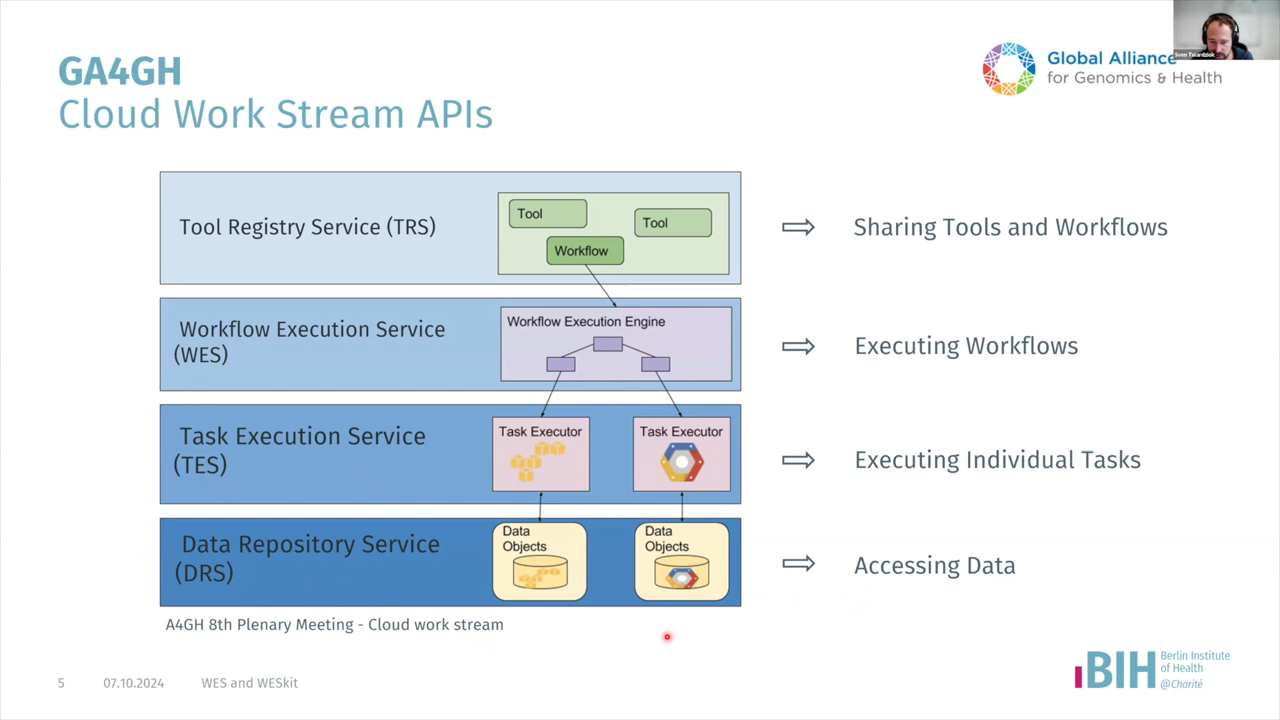 GA4GH
Cloud Work Stream APIs
Global Alliance
for Genomics & Health
Sven Twardziok
Tool Registry Service (TRS)
Tool
Tool
Workflow
Sharing Tools and Workflows
Workflow Execution Service
(WES)
Workflow Execution Engine
Executing Workflows
Task Execution Service
(TES)
Task Executor
Task Executor
Executing Individual Tasks
Data Repository Service
(DRS)
Data
Objects
Data
Objects
Accessing Data
A4GH 8th Plenary Meeting - Cloud work stream
5
07.10.2024
WES and WESkit
BIH
Berlin Institute
of Health
@Charité